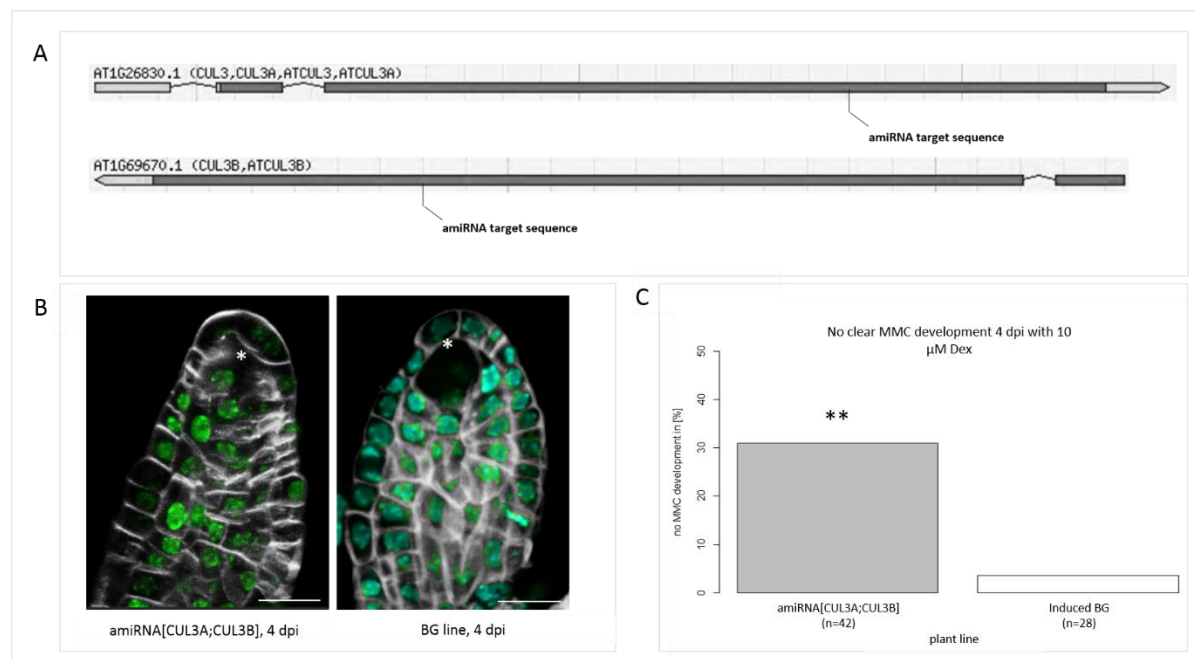 A
AT1G26830.1 (CUL3,CUL3A,ATCUL3,ATCUL3A)
amiRNA target sequence
AT1G69670.1 (CUL3B,ATCUL3B)
amiRNA target sequence
B
*
*
amiRNA[CUL3A;CUL3B], 4 dpi
BG line, 4 dpi
C
No clear MMC development 4 dpi with 10
µM Dex
no MMC development in [%]
50
40
30
20
10
0
**
amiRNA[CUL3A;CUL3B]
(n=42)
Induced BG
(n=28)
plant line